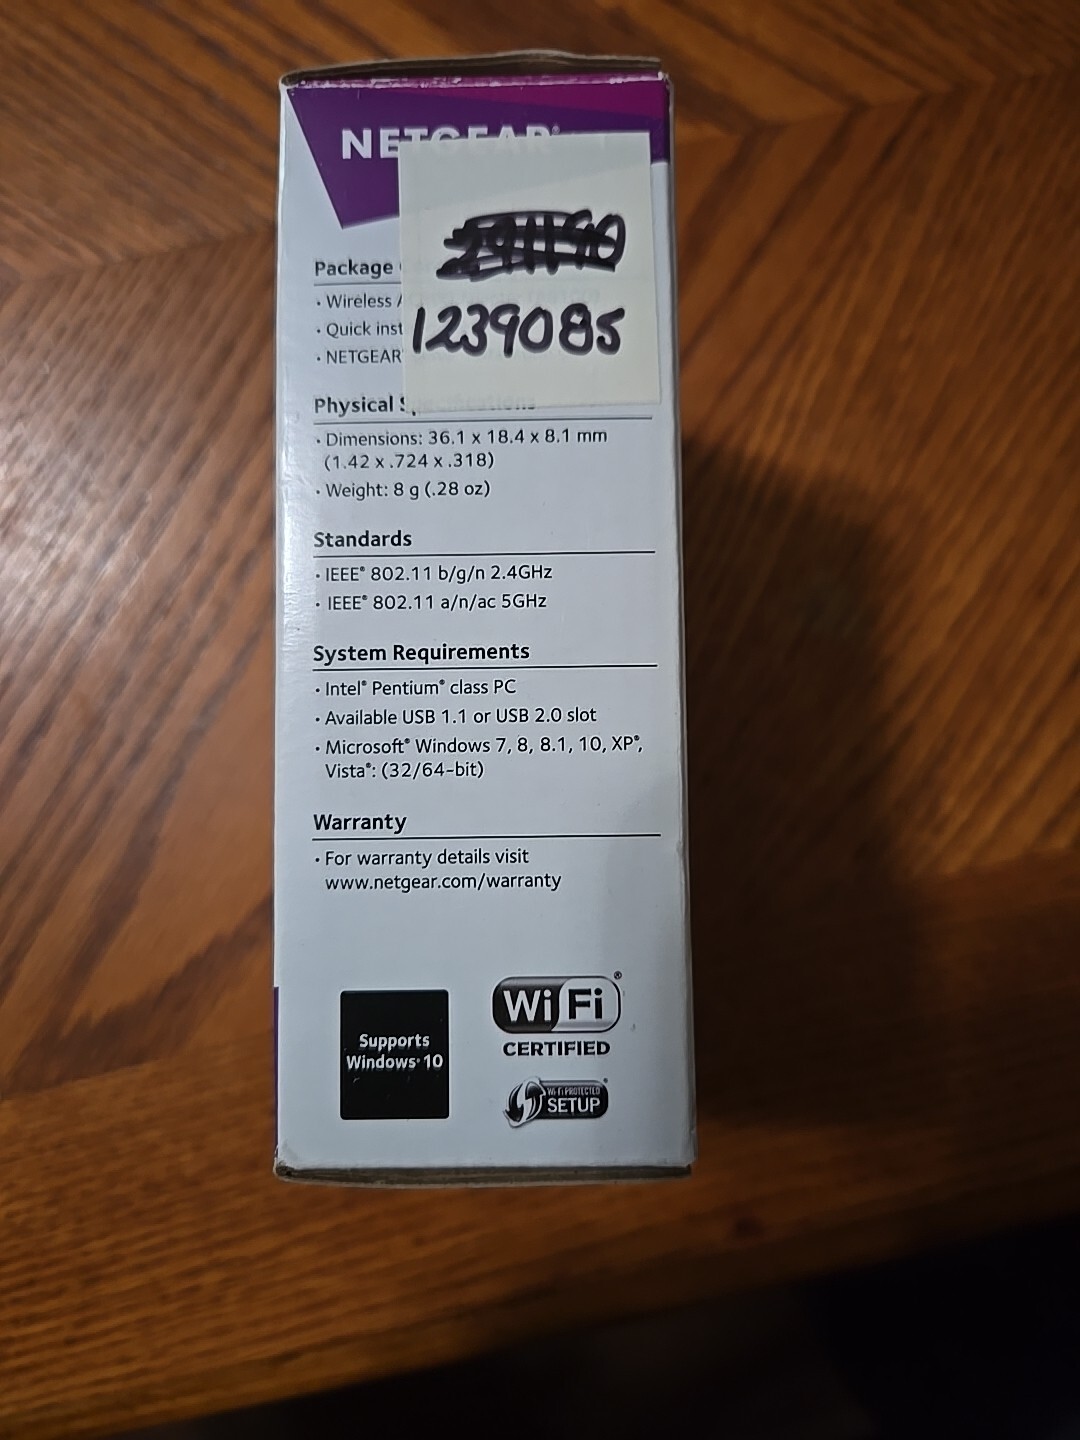 NETGEAR®
1239085
Package
• Wireless
• Quick inst
• NETGEAR
Physical Specifications
• Dimensions: 36.1 x 18.4 x 8.1 mm
(1.42 x .724 x .318)
• Weight: 8 g (.28 oz)
Standards
• IEEE® 802.11 b/g/n 2.4GHz
• IEEE® 802.11 a/n/ac 5GHz
System Requirements
• Intel® Pentium® class PC
• Available USB 1.1 or USB 2.0 slot
• Microsoft® Windows 7, 8, 8.1, 10, XP®,
Vista®: (32/64-bit)
Warranty
• For warranty details visit
www.netgear.com/warranty
Supports
Windows® 10
Wi Fi®
CERTIFIED
Wi-Fi PROTECTED
SETUP®